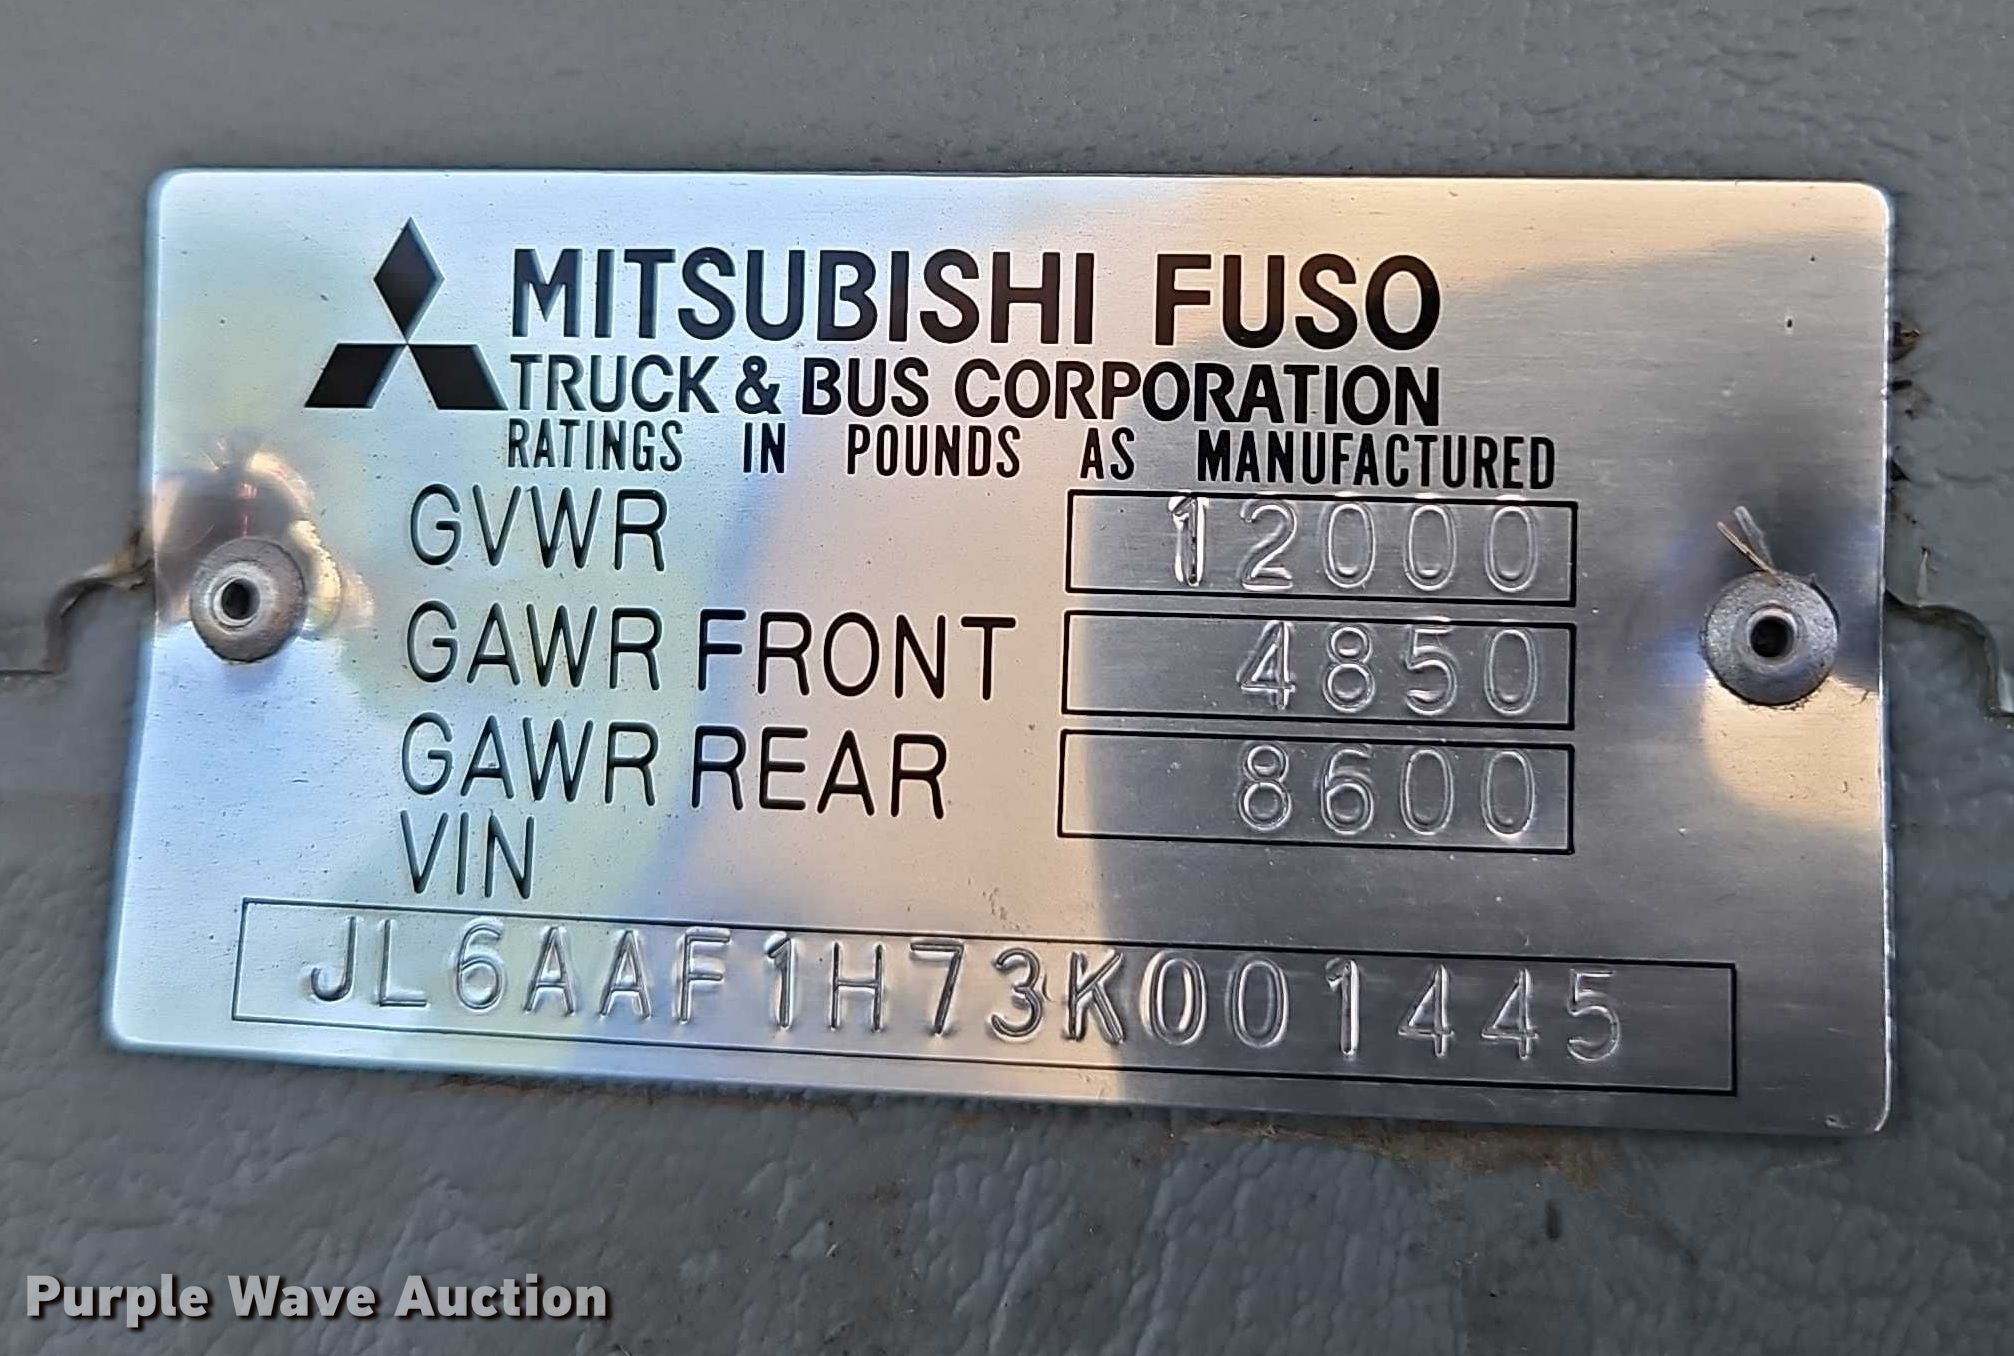 MITSUBISHI FUSO
TRUCK & BUS CORPORATION
RATINGS IN POUNDS AS MANUFACTURED
GVWR 12000
GAWR FRONT 4850
GAWR REAR 8600
VIN
JL6AAF1H73K001445
Purple Wave Auction